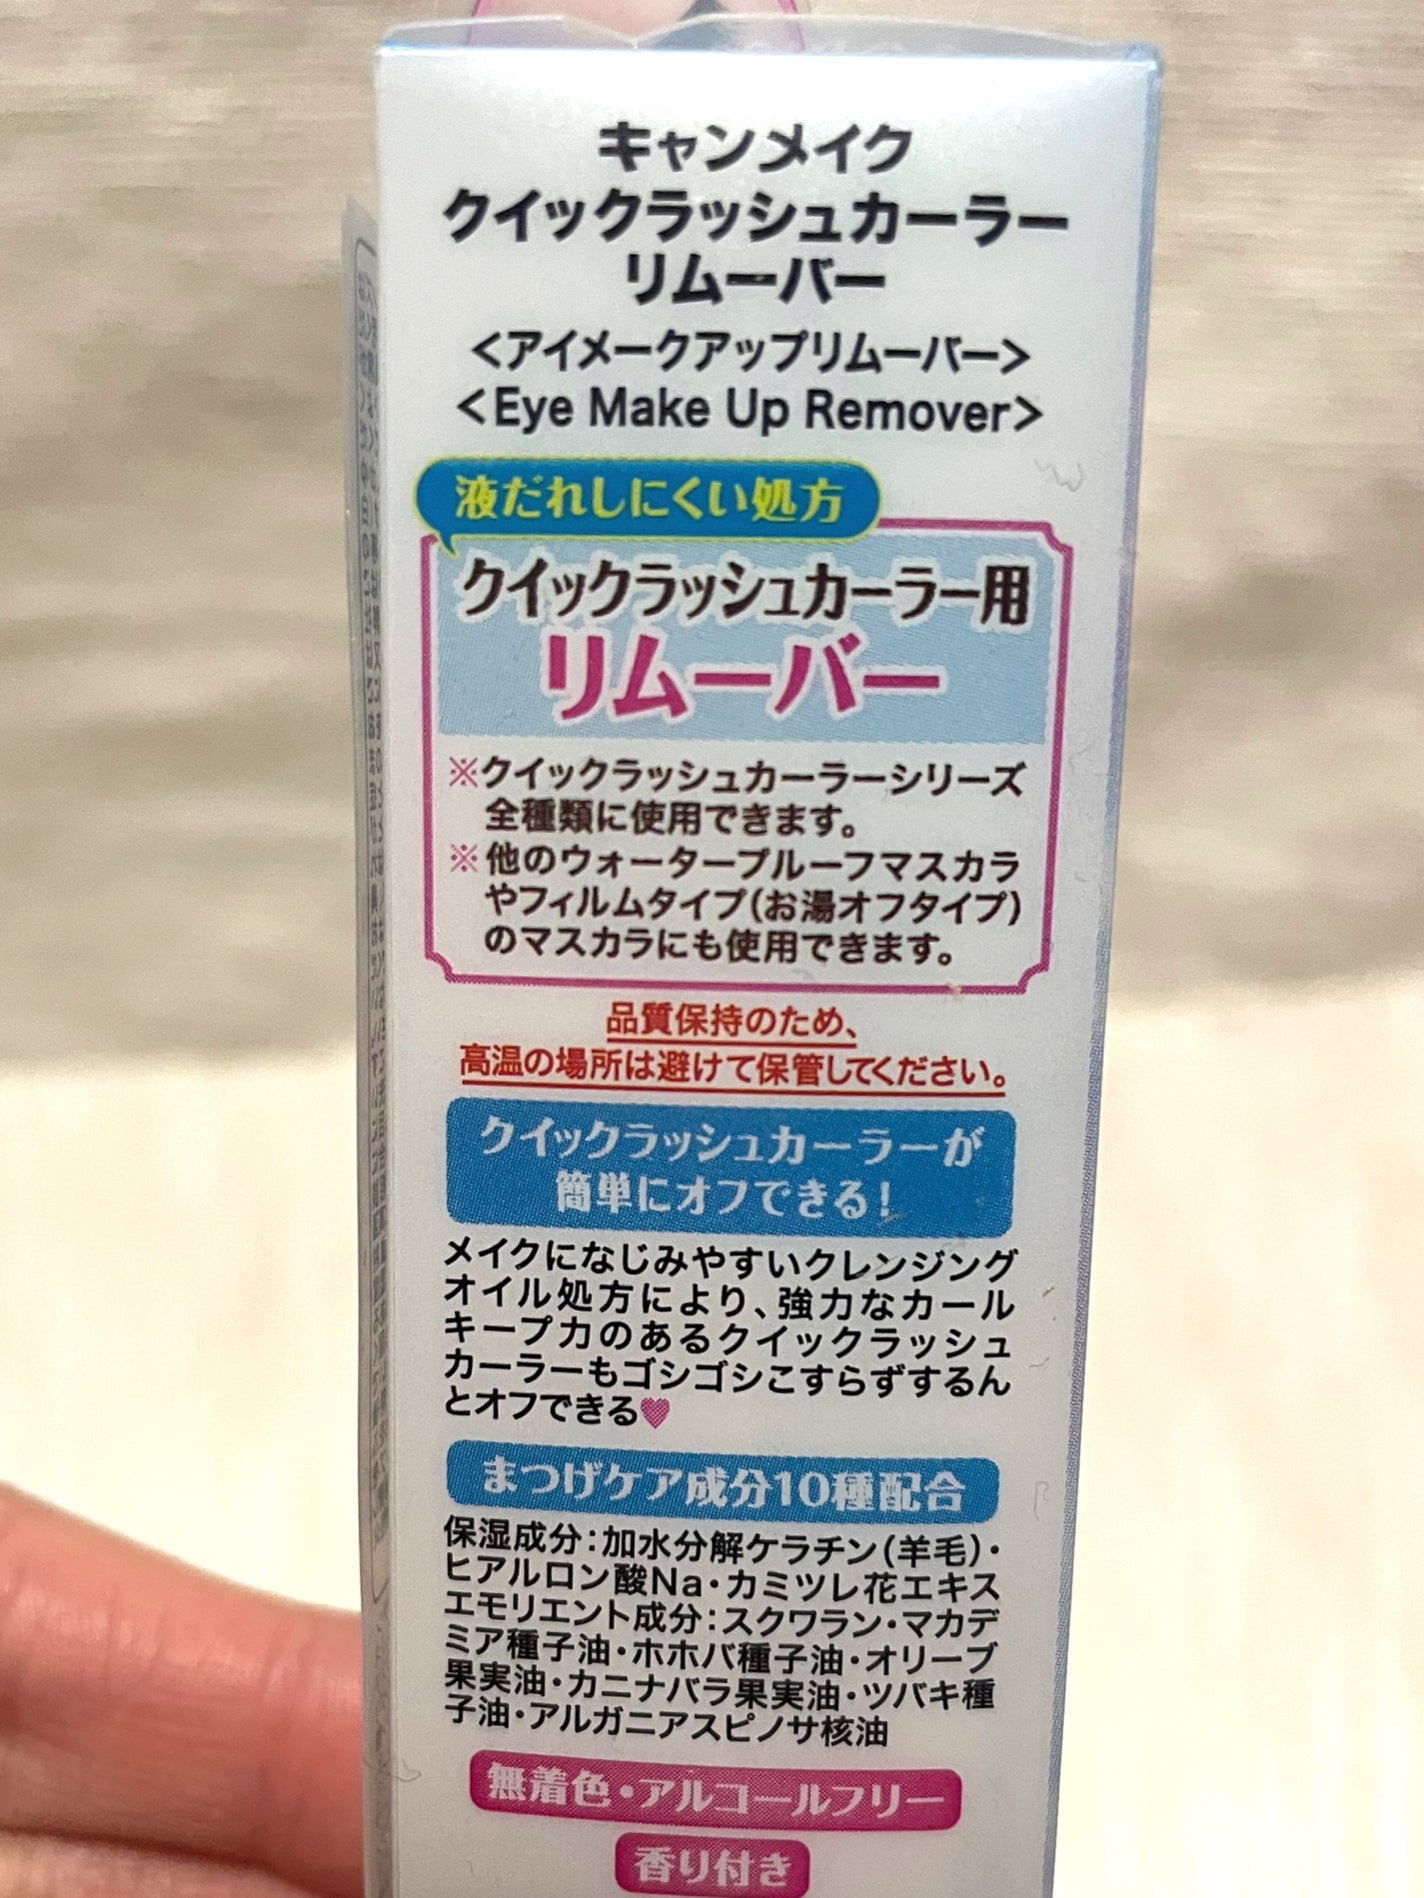 キャンメイク
クイックラッシュカーラー
リムーバー
<アイメークアップリムーバー>
<Eye Make Up Remover>
液だれしにくい処方
クイックラッシュカーラー用
リムーバー
※クイックラッシュカーラーシリーズ
全種類に使用できます。
※他のウォータープルーフマスカラ
やフィルムタイプ(お湯オフタイプ)
のマスカラにも使用できます。
品質保持のため、
高温の場所は避けて保管してください。
クイックラッシュカーラーが
簡単にオフできる!
メイクになじみやすいクレンジング
オイル処方により、強力なカール
キープ力のあるクイックラッシュ
カーラーもゴシゴシこすらずするん
とオフできる♥
まつげケア成分10種配合
保湿成分:加水分解ケラチン(羊毛)・
ヒアルロン酸Na・カミツレ花エキス
エモリエント成分:スクワラン・マカデ
ミア種子油・ホホバ種子油・オリーブ
果実油・カニナバラ果実油・ツバキ種
子油・アルガニアスピノサ核油
無着色・アルコールフリー
香り付き